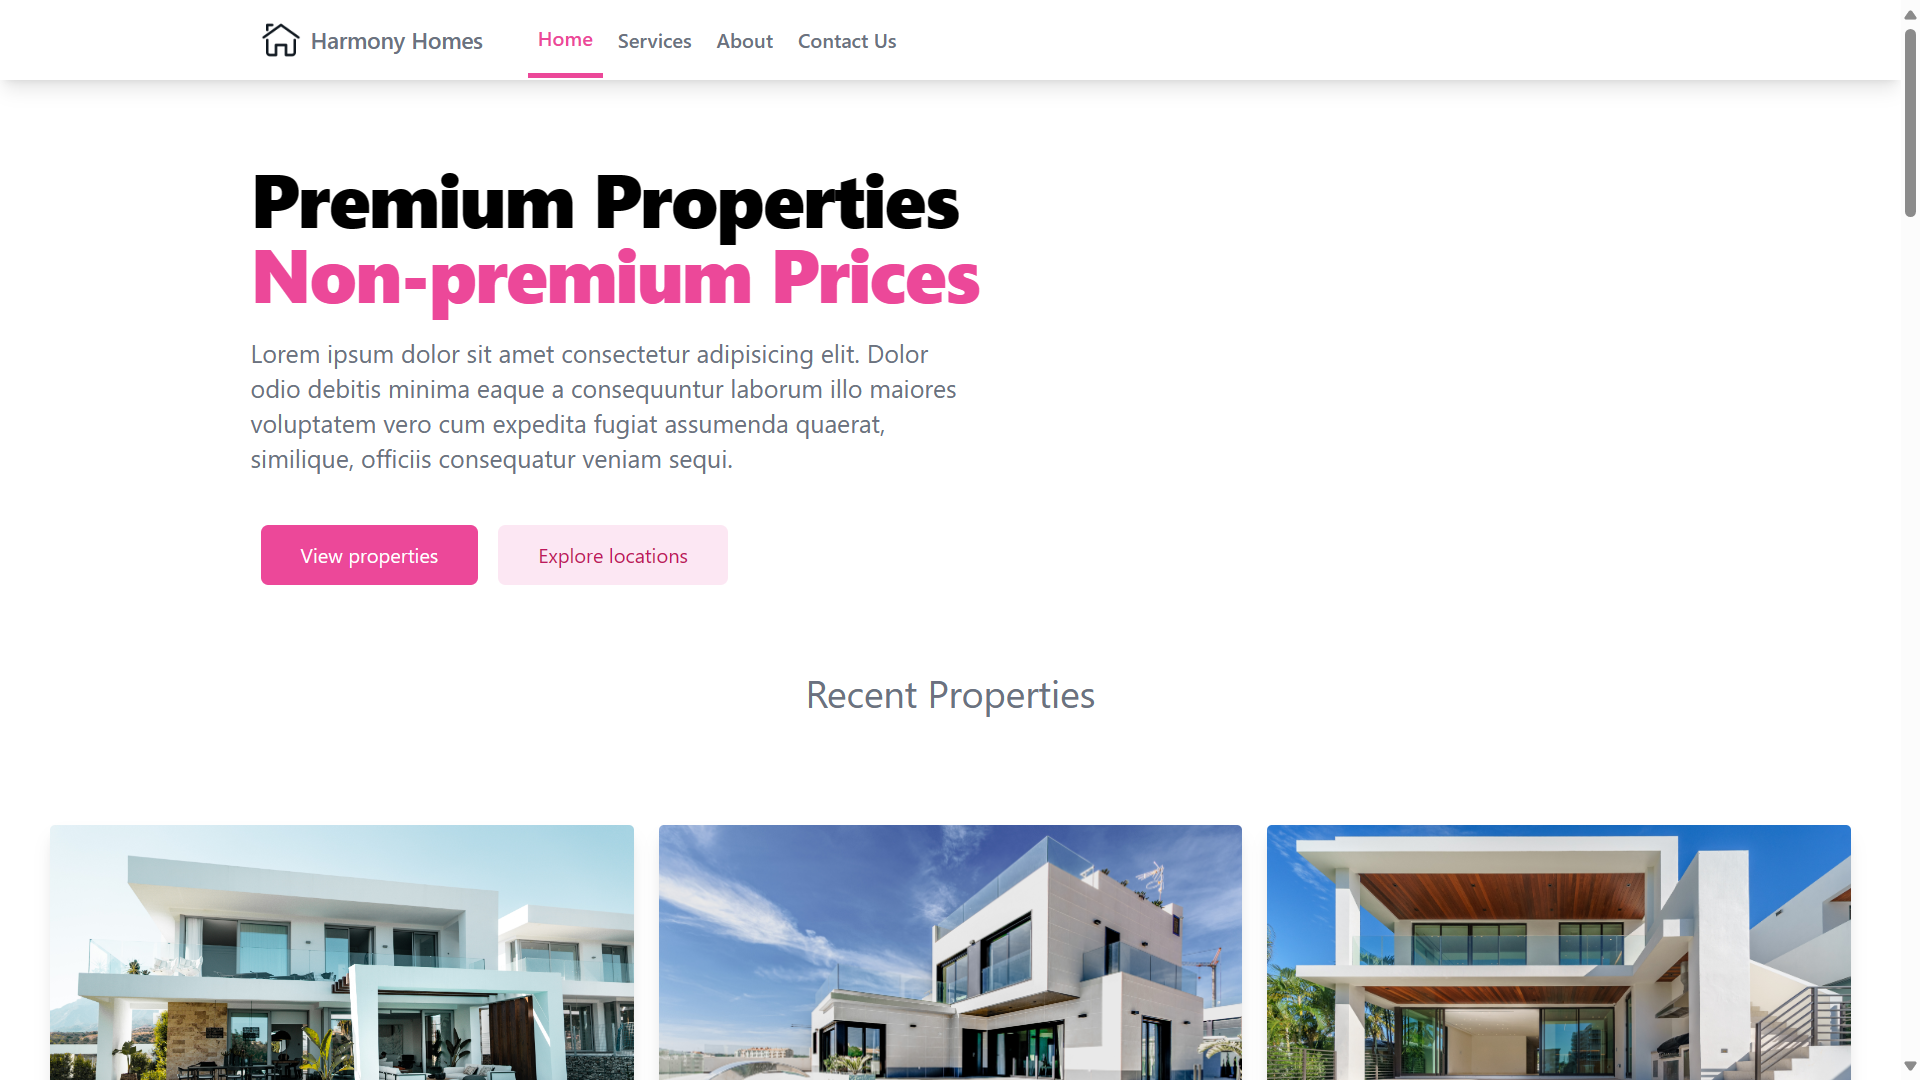 Harmony Homes
Home
Services
About
Contact Us
Premium Properties
Non-premium Prices
Lorem ipsum dolor sit amet consectetur adipisicing elit. Dolor
odio debitis minima eaque a consequuntur laborum illo maiores
voluptatem vero cum expedita fugiat assumenda quaerat,
similique, officiis consequatur veniam sequi.
View properties
Explore locations
Recent Properties